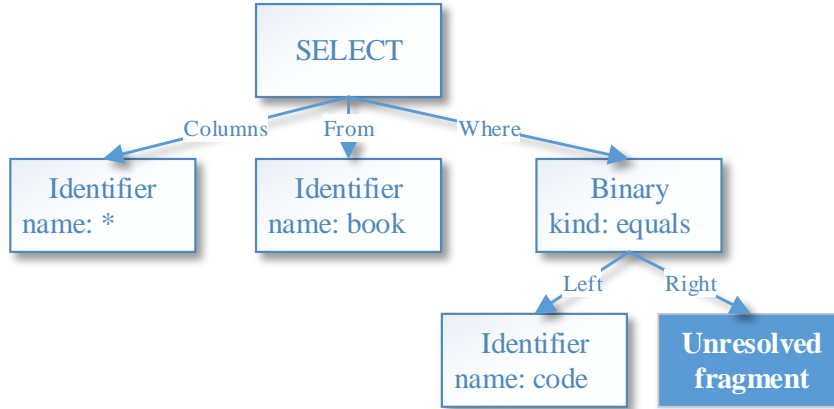 SELECT
Columns
From
Where
Identifier
name: *
Identifier
name: book
Binary
kind: equals
Left
Right
Identifier
name: code
Unresolved
fragment